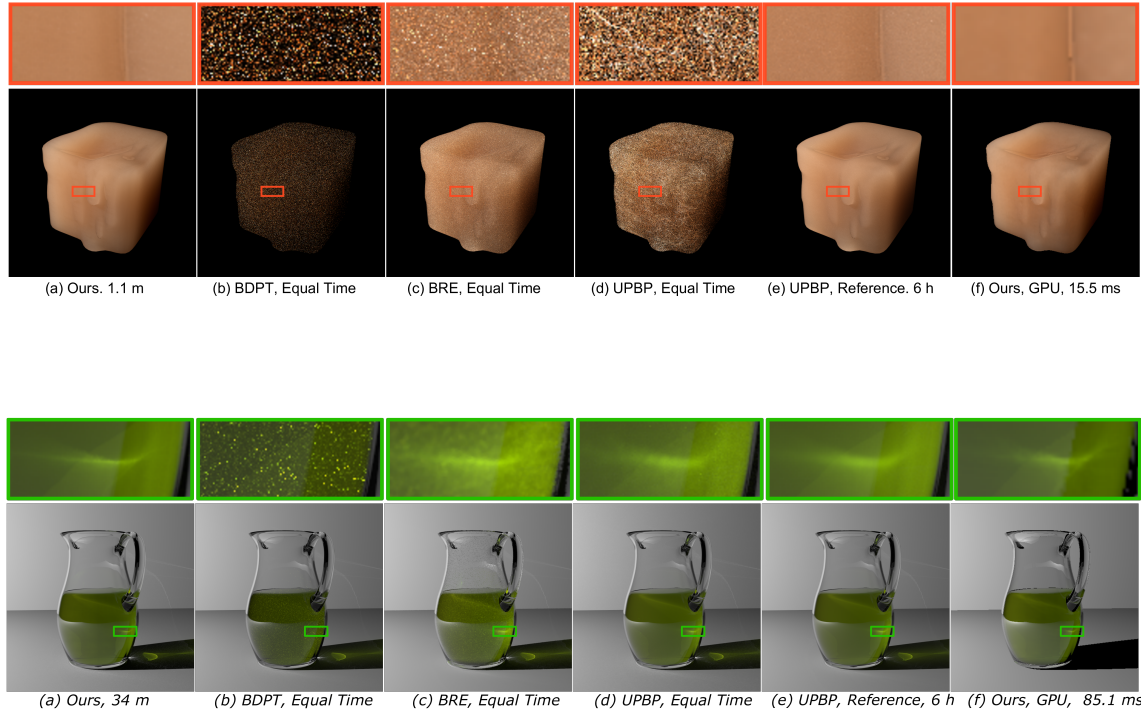 (a) Ours. 1.1 m
(b) BDPT, Equal Time
(c) BRE, Equal Time
(d) UPBP, Equal Time
(e) UPBP, Reference. 6 h
(f) Ours, GPU, 15.5 ms
(a) Ours, 34 m
(b) BDPT, Equal Time
(c) BRE, Equal Time
(d) UPBP, Equal Time
(e) UPBP, Reference, 6 h
(f) Ours, GPU, 85.1 ms